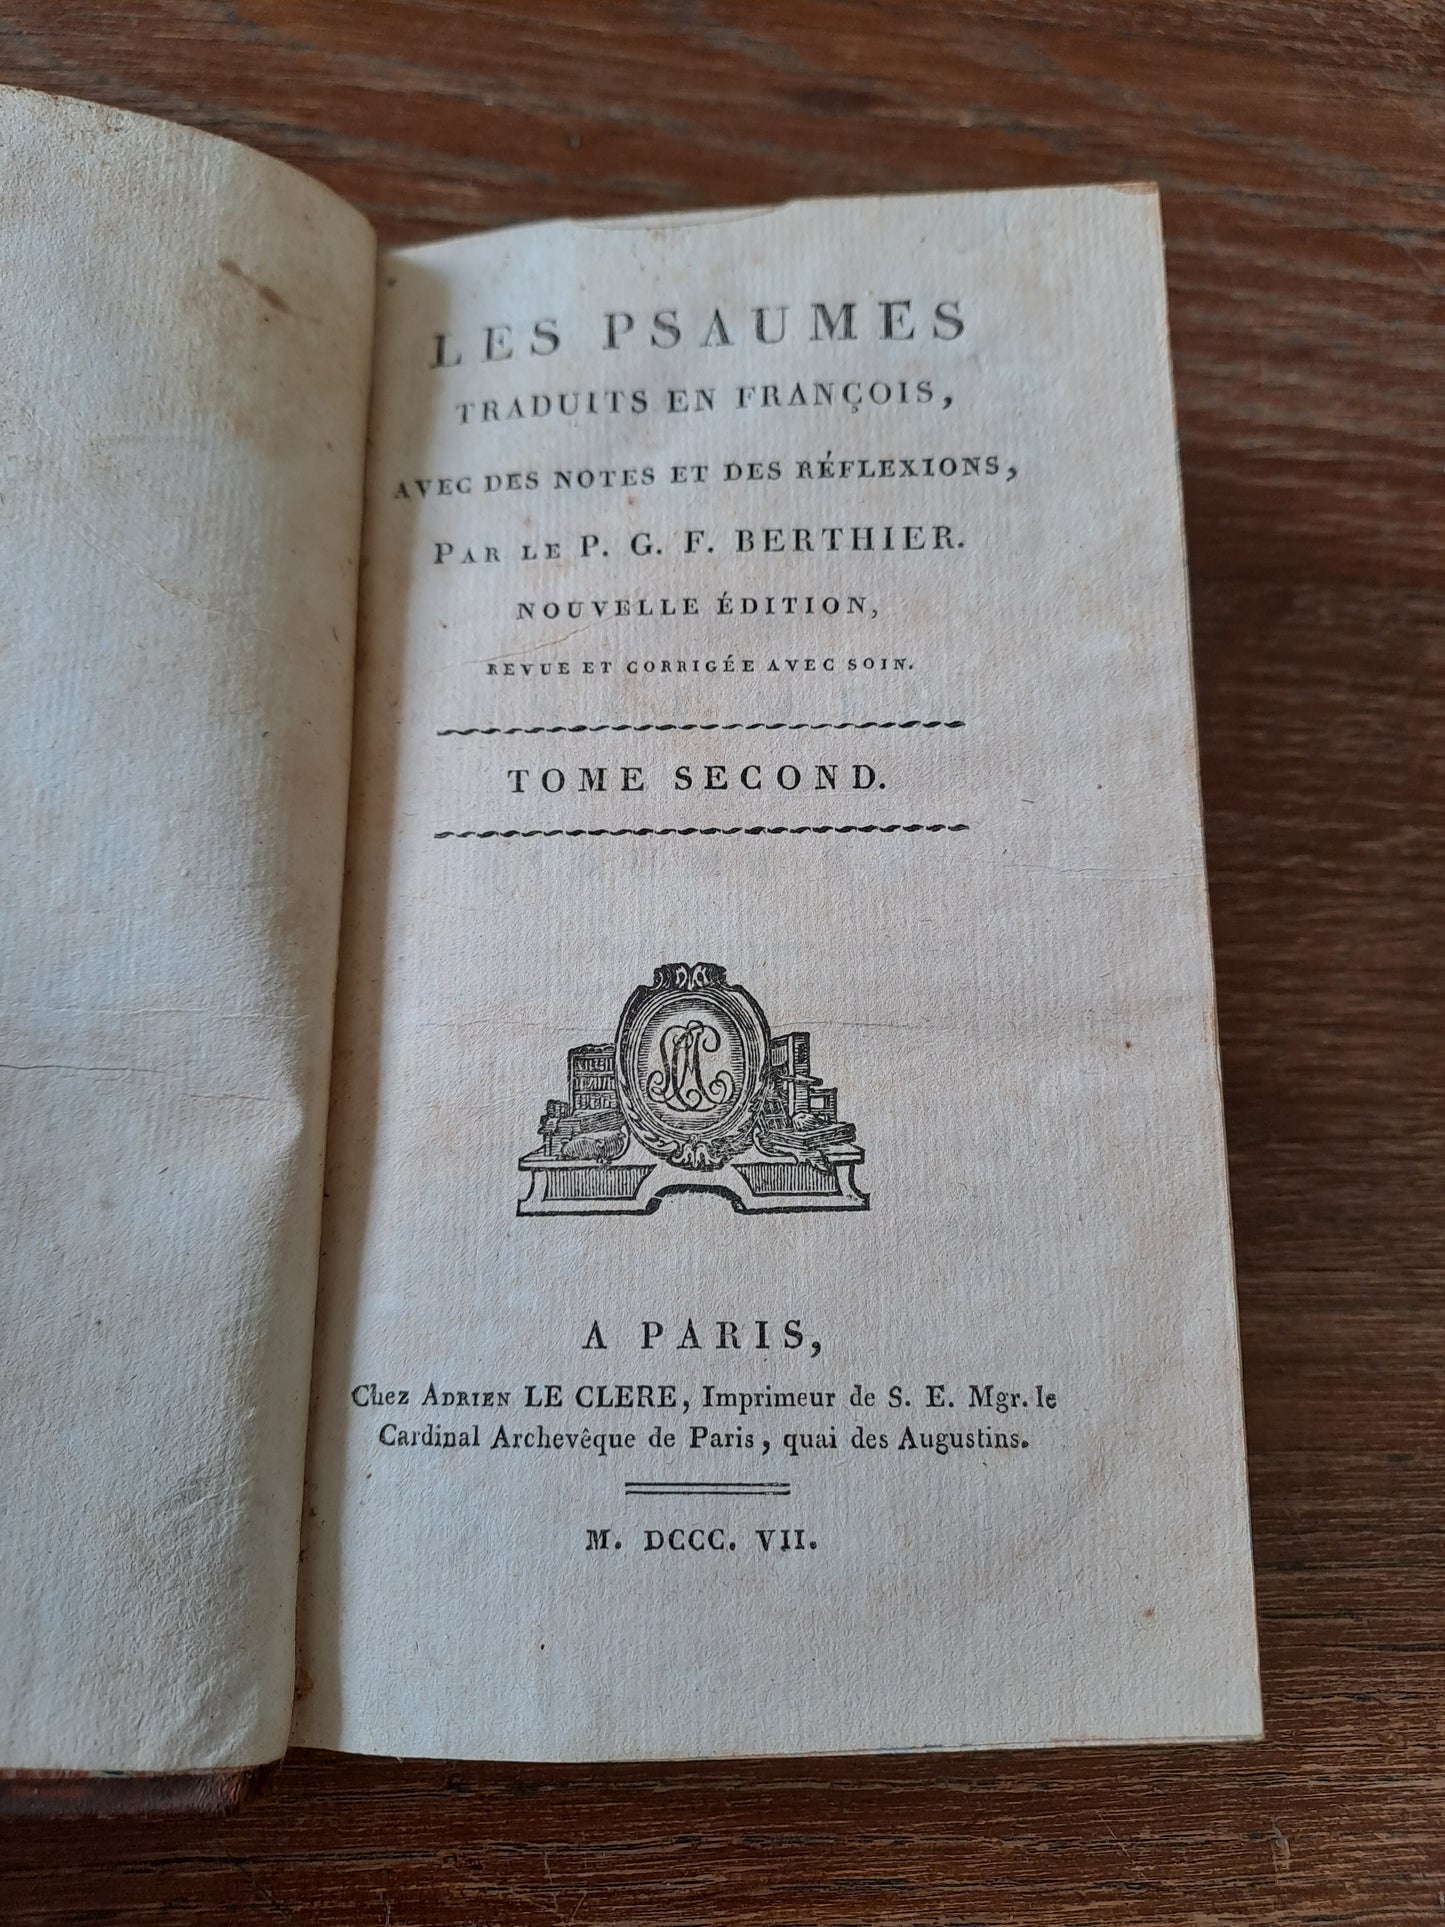 LES PSAUMES
TRADUITS EN FRANÇOIS,
AVEC DES NOTES ET DES RÉFLEXIONS,
PAR LE P. G. F. BERTHIER.
NOUVELLE ÉDITION,
REVUE ET CORRIGÉE AVEC SOIN.
TOME SECOND.
A PARIS,
Chez ADRIEN LE CLERE, Imprimeur de S. E. Mgr. le
Cardinal Archevêque de Paris, quai des Augustins.
M. DCCC. VII.